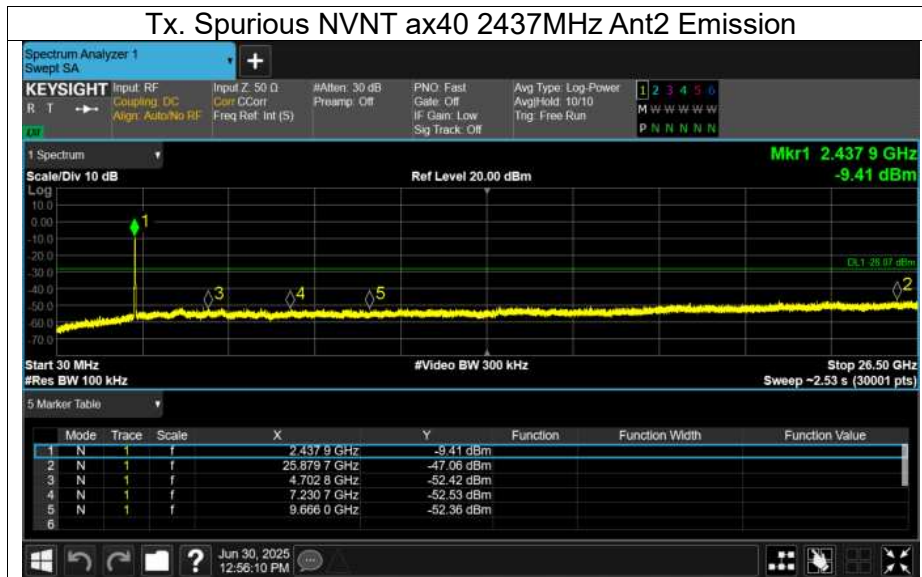 Tx. Spurious NVNT ax40 2437MHz Ant2 Emission
Spectrum Analyzer 1
Swept SA
+
KEYSIGHT
R T
Input: RF
Coupling: DC
Align: Auto/No RF
Input Z: 50 Ω
Corr CCorr
Freq Ref: Int (S)
#Atten: 30 dB
Preamp: Off
PNO: Fast
Gate: Off
IF Gain: Low
Sig Track: Off
Avg Type: Log-Power
Avg|Hold: 10/10
Trig: Free Run
1 2 3 4 5 6
M W W W W W
P N N N N N
1 Spectrum
Mkr1 2.437 9 GHz
-9.41 dBm
Scale/Div 10 dB
Ref Level 20.00 dBm
Log
10.0
0.00
-10.0
-20.0
-30.0
-40.0
-50.0
-60.0
-70.0
1
3
4
5
2
Start 30 MHz
#Video BW 300 kHz
Stop 26.50 GHz
#Res BW 100 kHz
Sweep ~2.53 s (30001 pts)
5 Marker Table
Mode Trace Scale X Y Function Function Width Function Value
1 N 1 f 2.437 9 GHz -9.41 dBm
2 N 1 f 25.879 7 GHz -47.06 dBm
3 N 1 f 4.702 8 GHz -52.42 dBm
4 N 1 f 7.230 7 GHz -52.53 dBm
5 N 1 f 9.666 0 GHz -52.36 dBm
6
?
Jun 30, 2025
12:56:10 PM